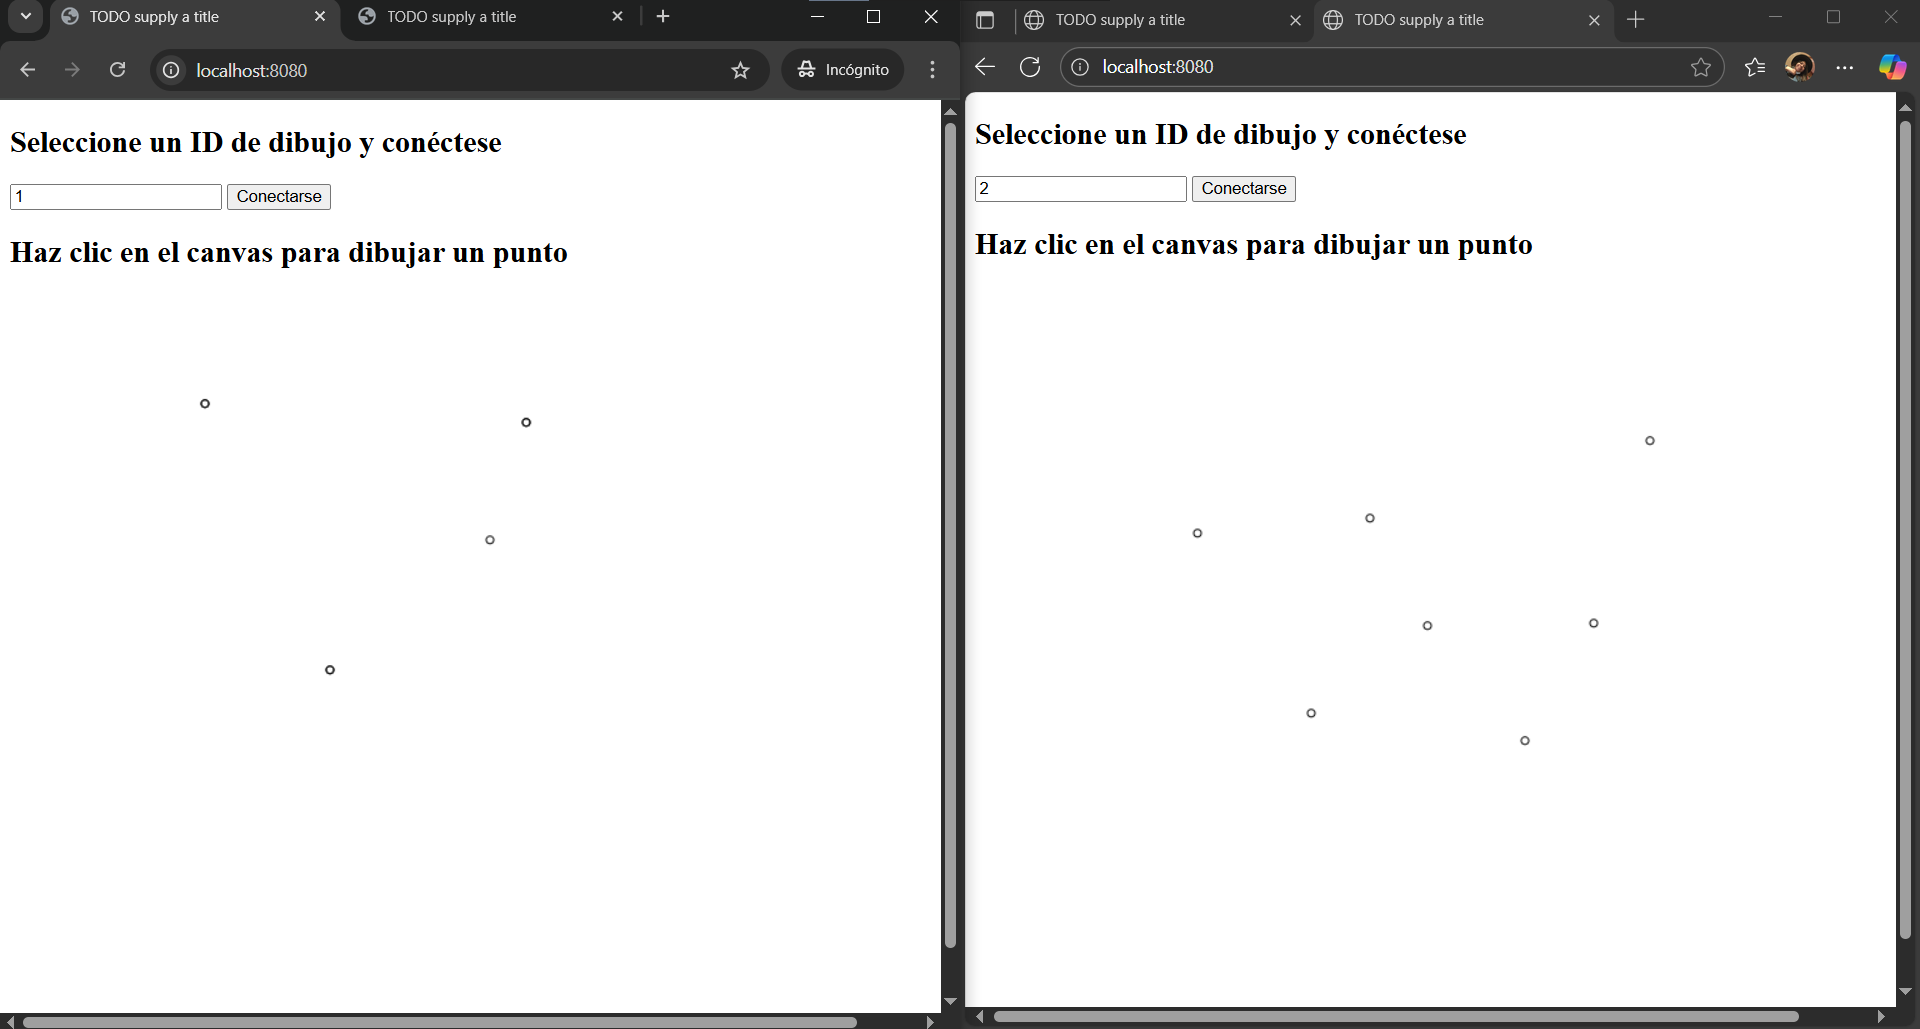 TODO supply a title
TODO supply a title
localhost:8080
Incógnito
Seleccione un ID de dibujo y conéctese
1
Conectarse
Haz clic en el canvas para dibujar un punto
TODO supply a title
TODO supply a title
localhost:8080
Seleccione un ID de dibujo y conéctese
2
Conectarse
Haz clic en el canvas para dibujar un punto